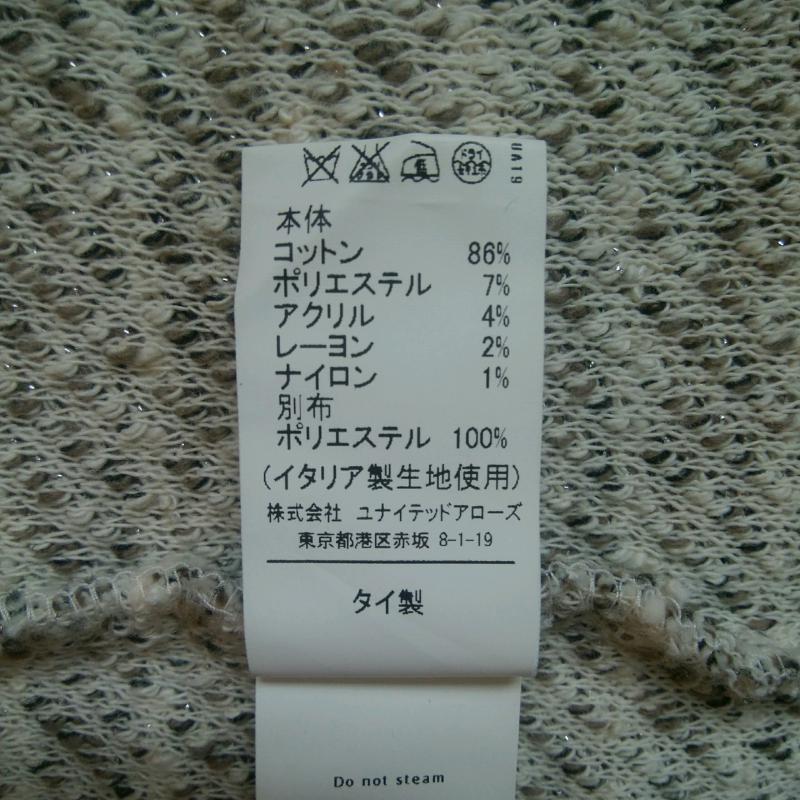 ドライ
UA19
本体
コットン 86%
ポリエステル 7%
アクリル 4%
レーヨン 2%
ナイロン 1%
別布
ポリエステル 100%
(イタリア製生地使用)
株式会社 ユナイテッドアローズ
東京都港区赤坂 8-1-19
タイ製
Do not steam